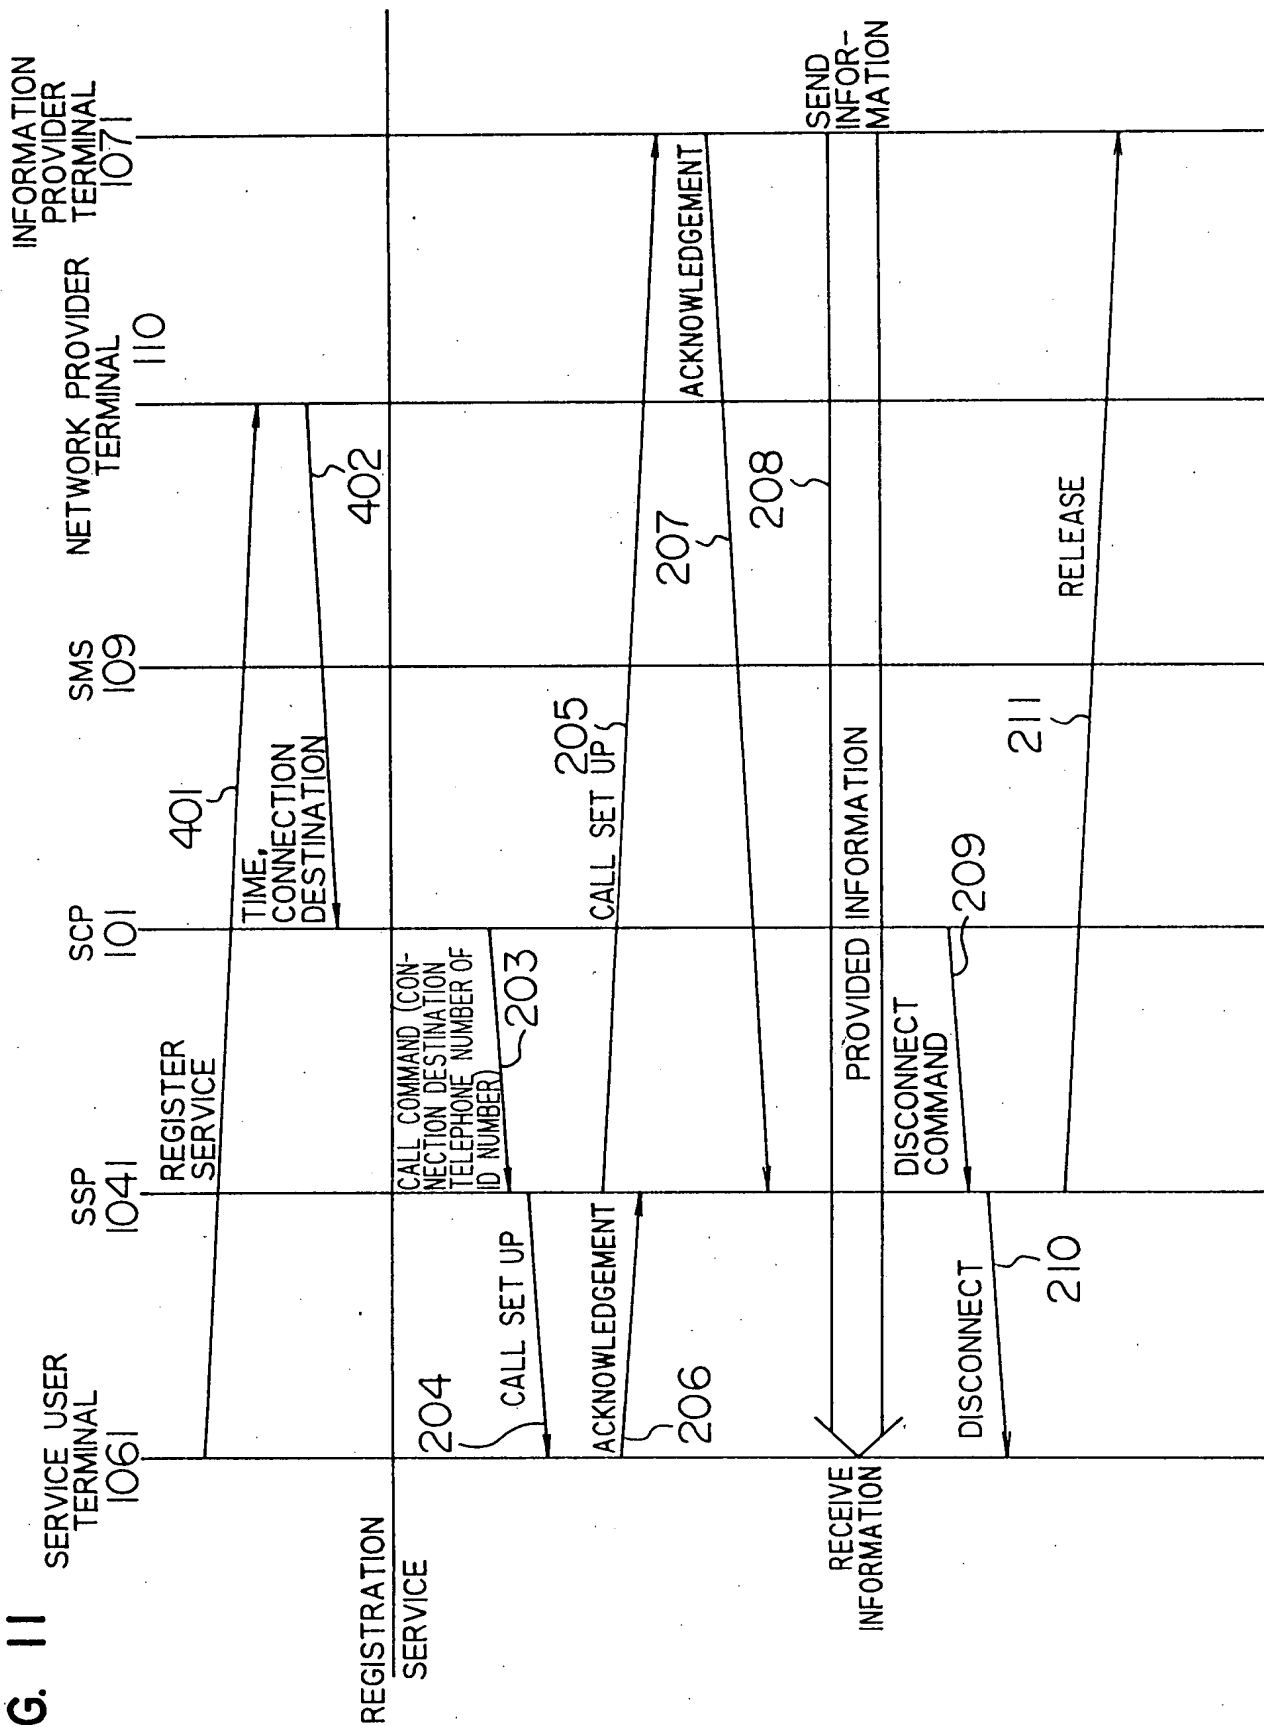 G. 11
SERVICE USER
TERMINAL
1061
SSP
1041
SCP
101
SMS
109
NETWORK PROVIDER
TERMINAL
110
INFORMATION
PROVIDER
TERMINAL
1071
REGISTER
SERVICE
401
TIME,
CONNECTION
DESTINATION
402
REGISTRATION
SERVICE
CALL COMMAND (CON-
NECTION DESTINATION
TELEPHONE NUMBER OF
ID NUMBER)
203
204
CALL SET UP
CALL SET UP
205
ACKNOWLEDGEMENT
206
ACKNOWLEDGEMENT
207
208
SEND
INFOR-
MATION
PROVIDED INFORMATION
RECEIVE
INFORMATION
DISCONNECT
COMMAND
209
DISCONNECT
210
211
RELEASE